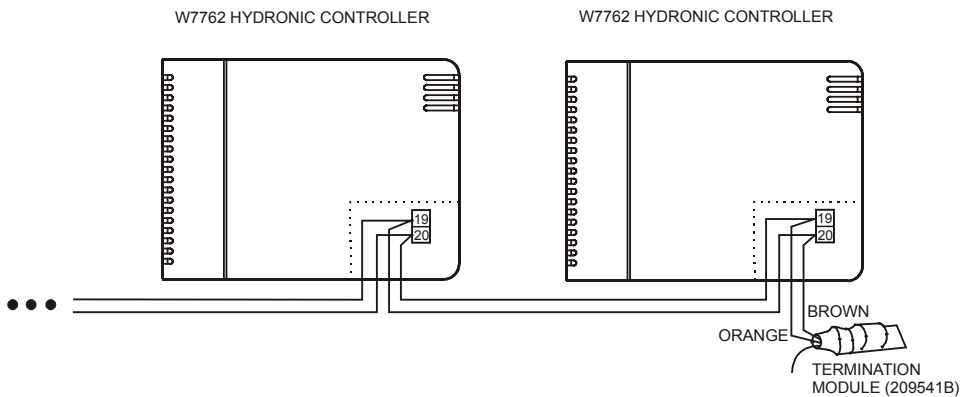 W7762 HYDRONIC CONTROLLER
W7762 HYDRONIC CONTROLLER
19
20
19
20
BROWN
ORANGE
TERMINATION
MODULE (209541B)